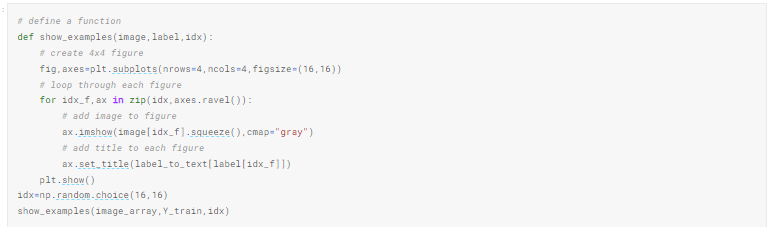 # define a function
def show_examples(image,label,idx):
    # create 4x4 figure
    fig,axes=plt.subplots(nrows=4,ncols=4,figsize=(16,16))
    # loop through each figure
    for idx_f,ax in zip(idx,axes.ravel()):
        # add image to figure
        ax.imshow(image[idx_f].squeeze(),cmap="gray")
        # add title to each figure
        ax.set_title(label_to_text[label[idx_f]])
    plt.show()
idx=np.random.choice(16,16)
show_examples(image_array,Y_train,idx)